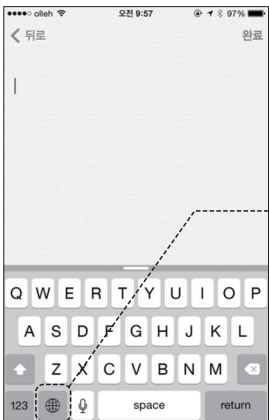 olleh 오전 9:57 97%
뒤로 완료
Q W E R T Y U I O P
A S D F G H J K L
Z X C V B N M
123 space return